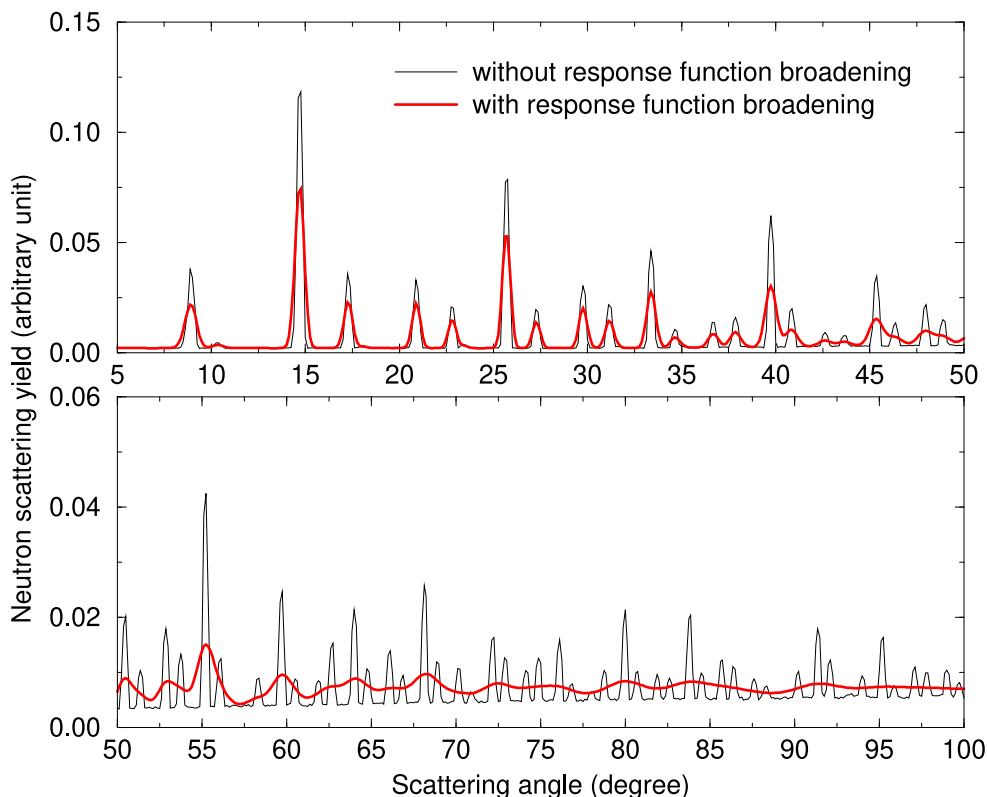 0.15
without response function broadening
with response function broadening
0.10
0.05
0.00
5 10 15 20 25 30 35 40 45 50
Neutron scattering yield (arbitrary unit)
0.06
0.04
0.02
0.00
50 55 60 65 70 75 80 85 90 95 100
Scattering angle (degree)